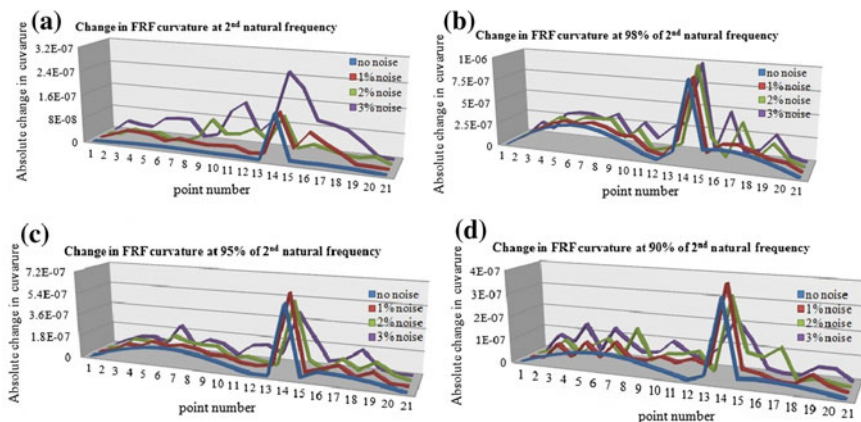 (a)
Change in FRF curvature at 2nd natural frequency
Absolute change in cuvarure
3.2E-07
2.4E-07
1.6E-07
8E-08
0
no noise
1% noise
2% noise
3% noise
1 2 3 4 5 6 7 8 9 10 11 12 13 14 15 16 17 18 19 20 21
point number
(b)
Change in FRF curvature at 98% of 2nd natural frequency
Absolute change in cuvarure
1E-06
7.5E-07
5E-07
2.5E-07
0
no noise
1% noise
2% noise
3% noise
1 2 3 4 5 6 7 8 9 10 11 12 13 14 15 16 17 18 19 20 21
point number
(c)
Change in FRF curvature at 95% of 2nd natural frequency
Absolute change in cuvarure
7.2E-07
5.4E-07
3.6E-07
1.8E-07
0
no noise
1% noise
2% noise
3% noise
1 2 3 4 5 6 7 8 9 10 11 12 13 14 15 16 17 18 19 20 21
point number
(d)
Change in FRF curvature at 90% of 2nd natural frequency
Absolute change in cuvarure
4E-07
3E-07
2E-07
1E-07
0
no noise
1% noise
2% noise
3% noise
1 2 3 4 5 6 7 8 9 10 11 12 13 14 15 16 17 18 19 20 21
point number